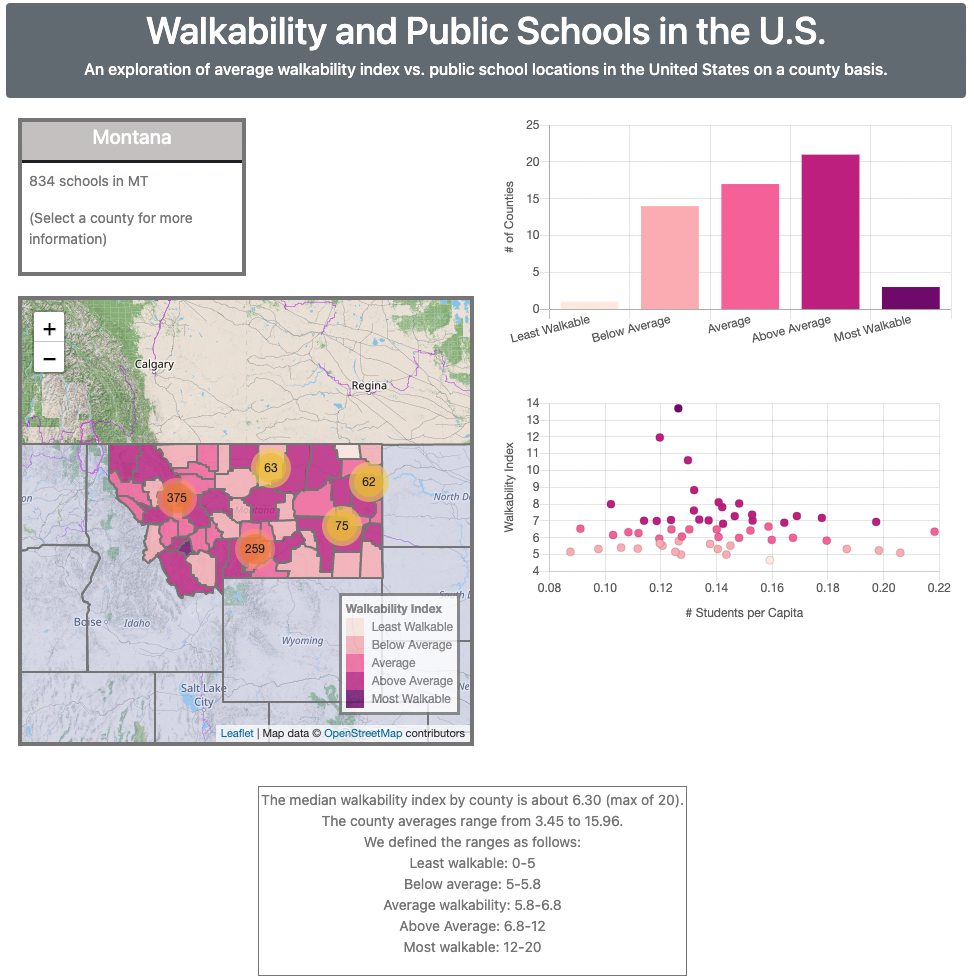 Walkability and Public Schools in the U.S.
An exploration of average walkability index vs. public school locations in the United States on a county basis.
Montana
834 schools in MT
(Select a county for more
information)
25
20
15
10
5
0
# of Counties
Least Walkable
Below Average
Average
Above Average
Most Walkable
+
−
Calgary
Regina
63
62
375
Montana
75
259
North D
Boise
Idaho
Wyoming
South D
Salt Lake
City
Ne
Walkability Index
Least Walkable
Below Average
Average
Above Average
Most Walkable
Leaflet | Map data © OpenStreetMap contributors
14
13
12
11
10
9
8
7
6
5
4
Walkability Index
0.08
0.10
0.12
0.14
0.16
0.18
0.20
0.22
# Students per Capita
The median walkability index by county is about 6.30 (max of 20).
The county averages range from 3.45 to 15.96.
We defined the ranges as follows:
Least walkable: 0-5
Below average: 5-5.8
Average walkability: 5.8-6.8
Above Average: 6.8-12
Most walkable: 12-20